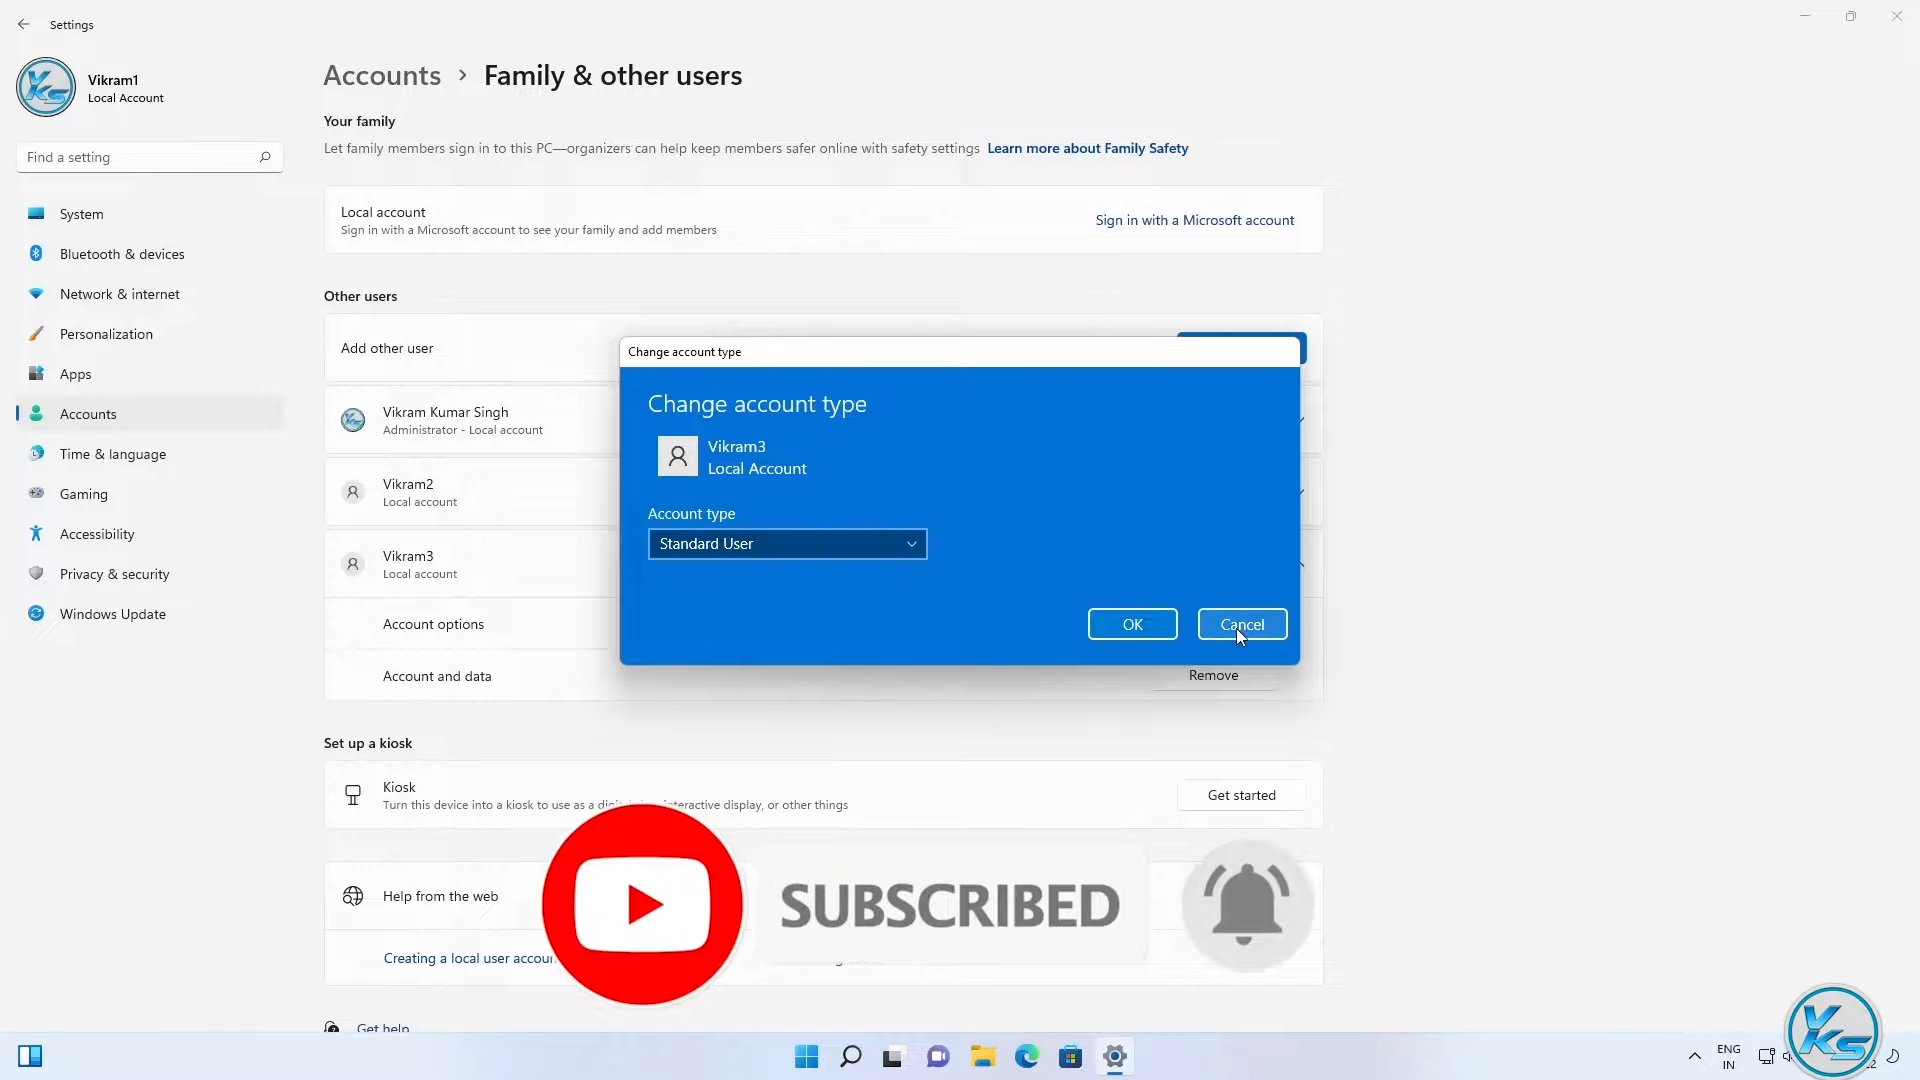 Settings
Vikram1
Local Account
Find a setting
System
Bluetooth & devices
Network & internet
Personalization
Apps
Accounts
Time & language
Gaming
Accessibility
Privacy & security
Windows Update
Accounts > Family & other users
Your family
Let family members sign in to this PC—organizers can help keep members safer online with safety settings Learn more about Family Safety
Local account
Sign in with a Microsoft account to see your family and add members
Sign in with a Microsoft account
Other users
Add other user
Vikram Kumar Singh
Administrator - Local account
Vikram2
Local account
Vikram3
Local account
Account options
Account and data
Remove
Change account type
Change account type
Vikram3
Local Account
Account type
Standard User
OK
Cancel
Set up a kiosk
Kiosk
Turn this device into a kiosk to use as a digital interactive display, or other things
Get started
Help from the web
Creating a local user
Get help
SUBSCRIBED
ENG
IN
YKS
YKS